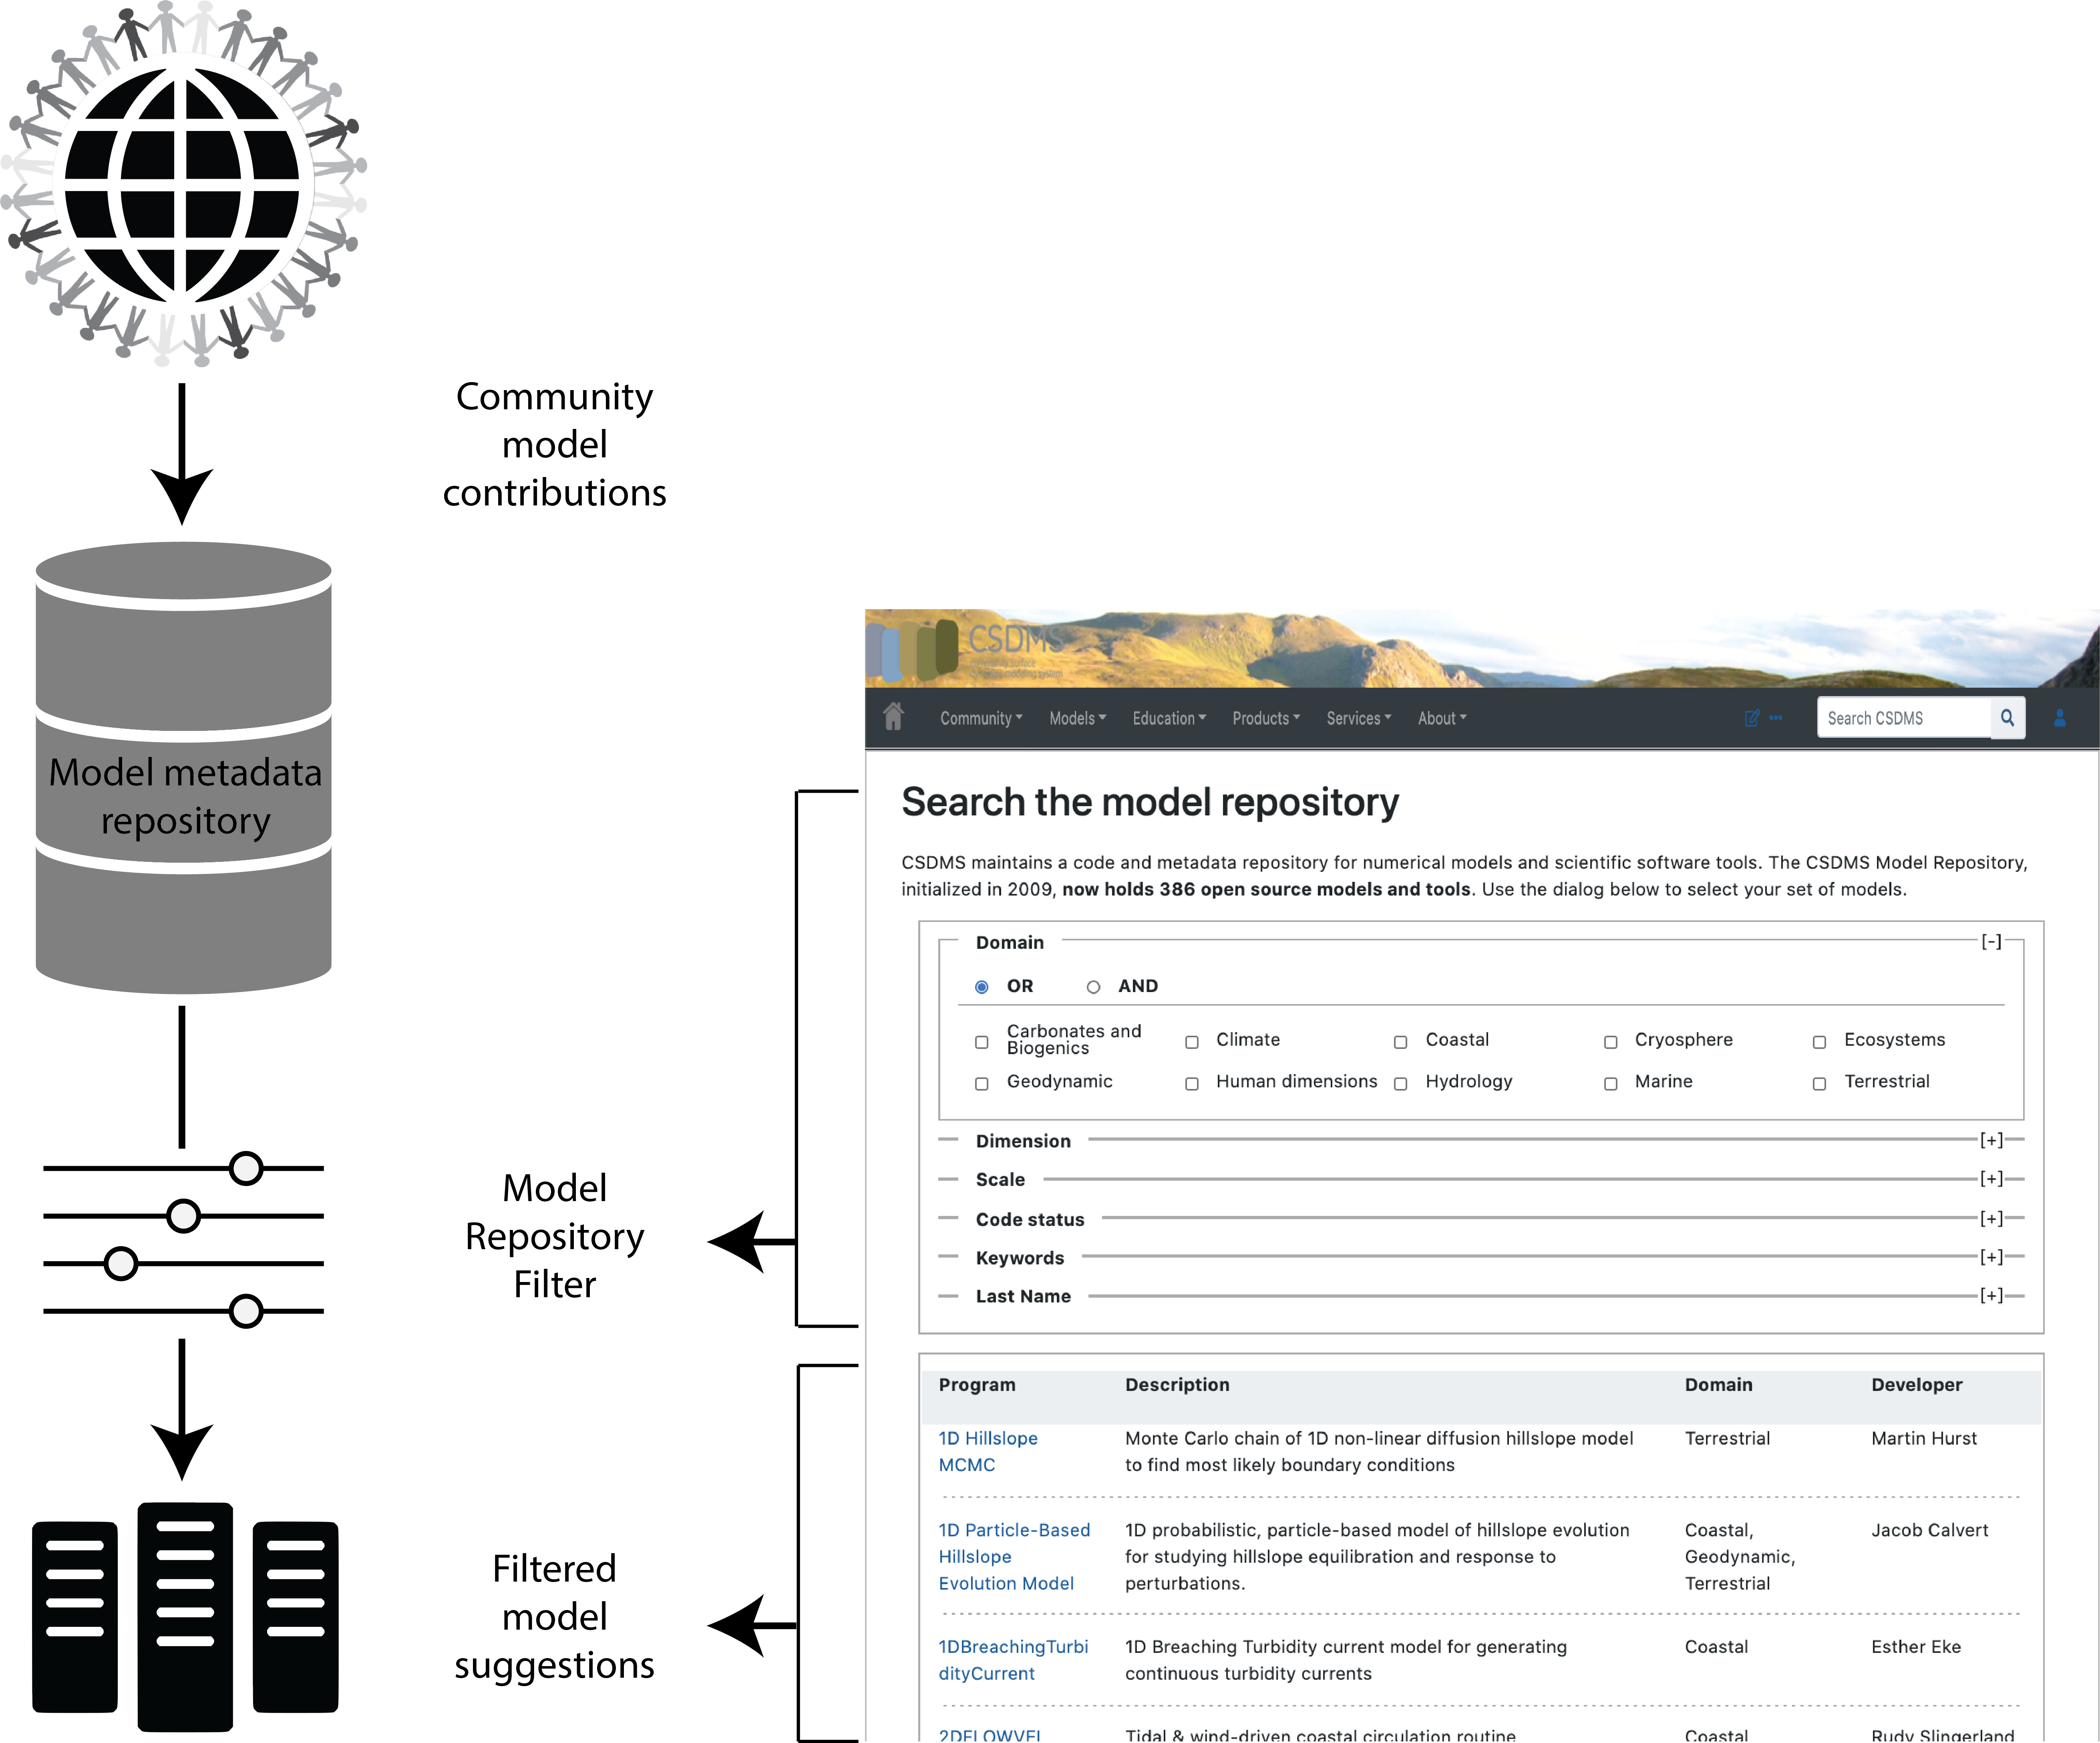 Community
model
contributions
Model metadata
repository
Model
Repository
Filter
Filtered
model
suggestions
CSDMS
Community Models Education Products Services About Search CSDMS
Search the model repository
CSDMS maintains a code and metadata repository for numerical models and scientific software tools. The CSDMS Model Repository,
initialized in 2009, now holds 386 open source models and tools. Use the dialog below to select your set of models.
Domain [-]
OR AND
Carbonates and
Biogenics Climate Coastal Cryosphere Ecosystems
Geodynamic Human dimensions Hydrology Marine Terrestrial
Dimension [+]
Scale [+]
Code status [+]
Keywords [+]
Last Name [+]
Program Description Domain Developer
1D Hillslope Monte Carlo chain of 1D non-linear diffusion hillslope model Terrestrial Martin Hurst
MCMC to find most likely boundary conditions
1D Particle-Based 1D probabilistic, particle-based model of hillslope evolution Coastal, Jacob Calvert
Hillslope for studying hillslope equilibration and response to Geodynamic,
Evolution Model perturbations. Terrestrial
1DBreachingTurbi 1D Breaching Turbidity current model for generating Coastal Esther Eke
dityCurrent continuous turbidity currents
2DFLOWVEL Tidal & wind-driven coastal circulation routine Coastal Rudy Slingerland